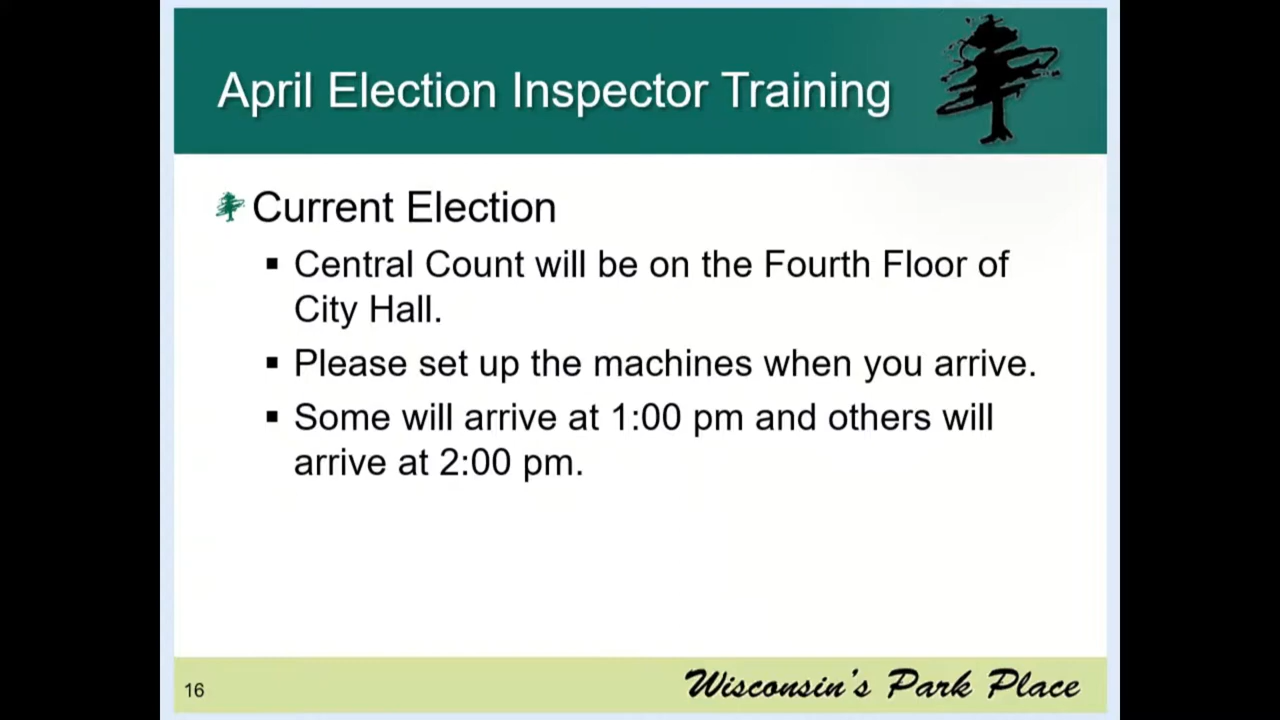 April Election Inspector Training
Current Election
▪ Central Count will be on the Fourth Floor of
City Hall.
▪ Please set up the machines when you arrive.
▪ Some will arrive at 1:00 pm and others will
arrive at 2:00 pm.
16
Wisconsin's Park Place